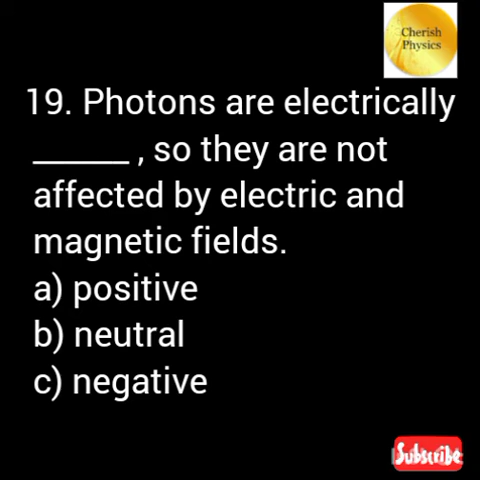 Cherish
Physics
19. Photons are electrically
______ , so they are not
affected by electric and
magnetic fields.
a) positive
b) neutral
c) negative
Subscribe